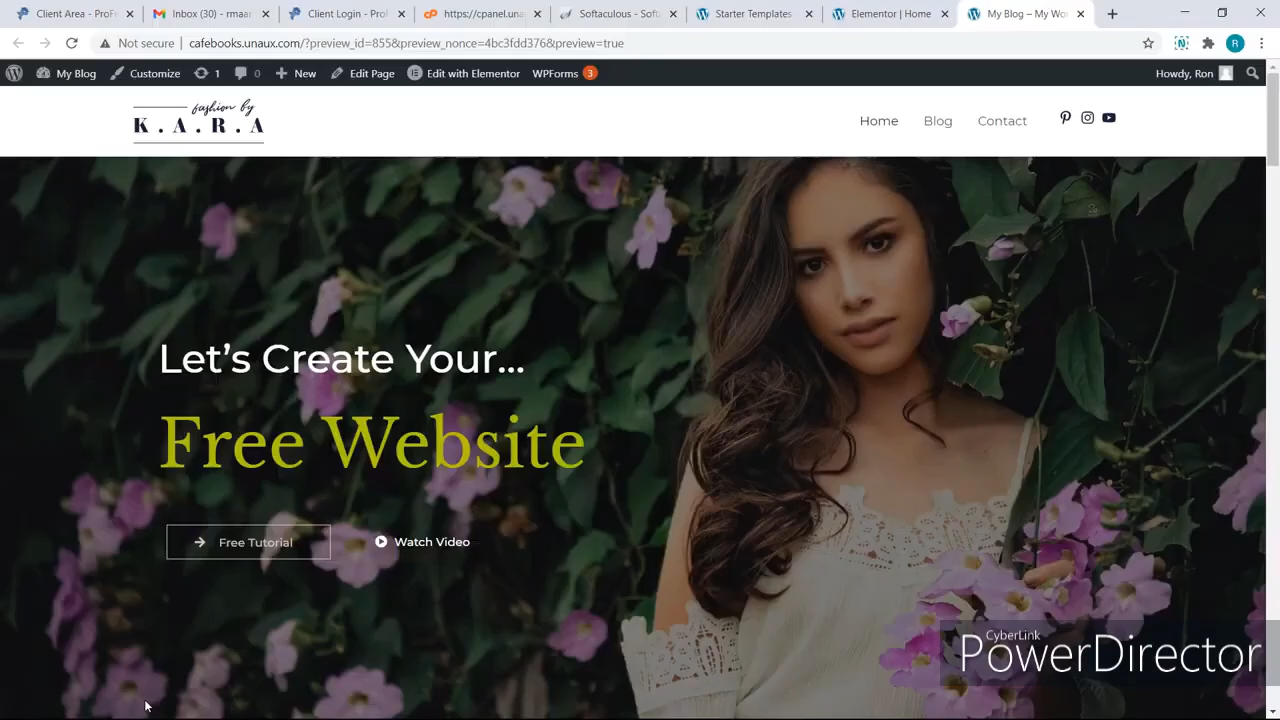 Client Area - ProF
Inbox (30) - rmaar
Client Login - Prol
https://cpanel.una
Softaculous - Soft
Starter Templates
Elementor | Home
My Blog – My Wo
Not secure | cafebooks.unaux.com/?preview_id=855&preview_nonce=4bc3fdd376&preview=true
My Blog Customize 1 0 New Edit Page Edit with Elementor WPForms 3 Howdy, Ron
fashion by
K.A.R.A
Home Blog Contact
Let's Create Your...
Free Website
Free Tutorial
Watch Video
CyberLink
PowerDirector